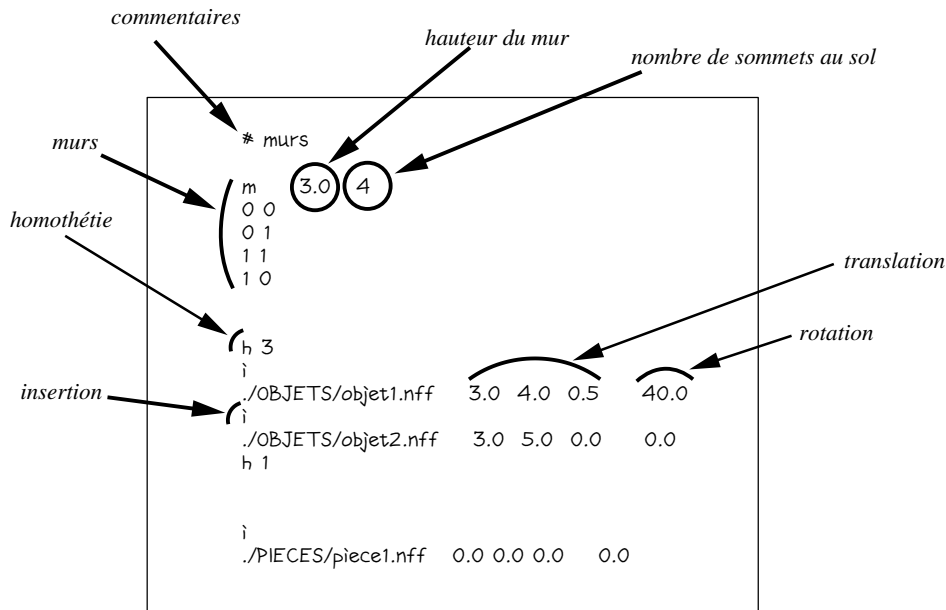 commentaires
hauteur du mur
nombre de sommets au sol
# murs
murs
m 3.0 4
0 0
homothétie
0 1
1 1
1 0
translation
rotation
h 3
i
insertion
./OBJETS/objet1.nff 3.0 4.0 0.5 40.0
i
./OBJETS/objet2.nff 3.0 5.0 0.0 0.0
h 1
i
./PIECES/piece1.nff 0.0 0.0 0.0 0.0